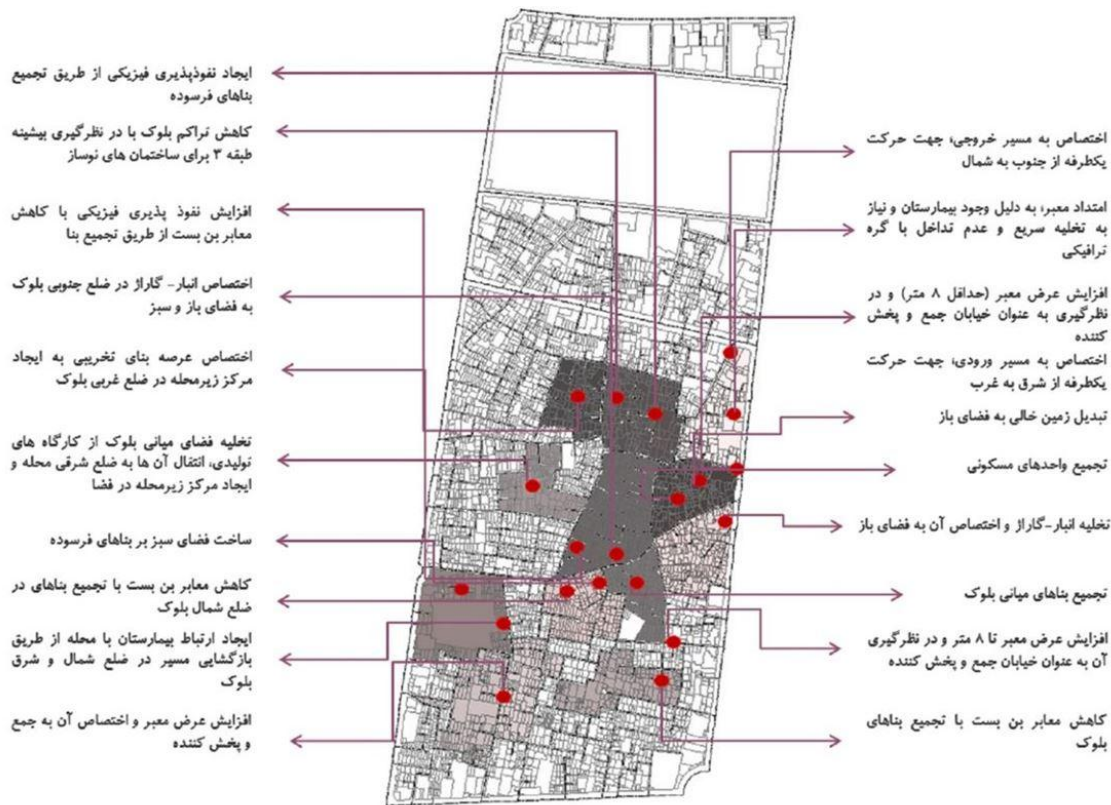 ایجاد نفوذپذیری فیزیکی از طریق تجمیع
بناهای فرسوده
کاهش تراکم بلوک با در نظرگیری بیشینه
طبقه ۳ برای ساختمان های نوساز
افزایش نفوذ پذیری فیزیکی با کاهش
معابر بن بست از طریق تجمیع بنا
اختصاص انبار- گاراژ در ضلع جنوبی بلوک
به فضای باز و سبز
اختصاص عرصه بنای تخریبی به ایجاد
مرکز زیرمحله در ضلع غربی بلوک
تخلیه فضای میانی بلوک از کارگاه های
تولیدی، انتقال آن ها به ضلع شرقی محله و
ایجاد مرکز زیرمحله در فضا
ساخت فضای سبز بر بناهای فرسوده
کاهش معابر بن بست با تجمیع بناهای در
ضلع شمال بلوک
ایجاد ارتباط بیمارستان با محله از طریق
بازگشایی مسیر در ضلع شمال و شرق
بلوک
افزایش عرض معبر و اختصاص آن به جمع
و پخش کننده
اختصاص به مسیر خروجی، جهت حرکت
یکطرفه از جنوب به شمال
امتداد معبر، به دلیل وجود بیمارستان و نیاز
به تخلیه سریع و عدم تداخل با گره
ترافیکی
افزایش عرض معبر (حداقل ۸ متر) و در
نظرگیری به عنوان خیابان جمع و پخش
کننده
اختصاص به مسیر ورودی، جهت حرکت
یکطرفه از شرق به غرب
تبدیل زمین خالی به فضای باز
تجمیع واحدهای مسکونی
تخلیه انبار-گاراژ و اختصاص آن به فضای باز
تجمیع بناهای میانی بلوک
افزایش عرض معبر تا ۸ متر و در نظرگیری
آن به عنوان خیابان جمع و پخش کننده
کاهش معابر بن بست با تجمیع بناهای
بلوک